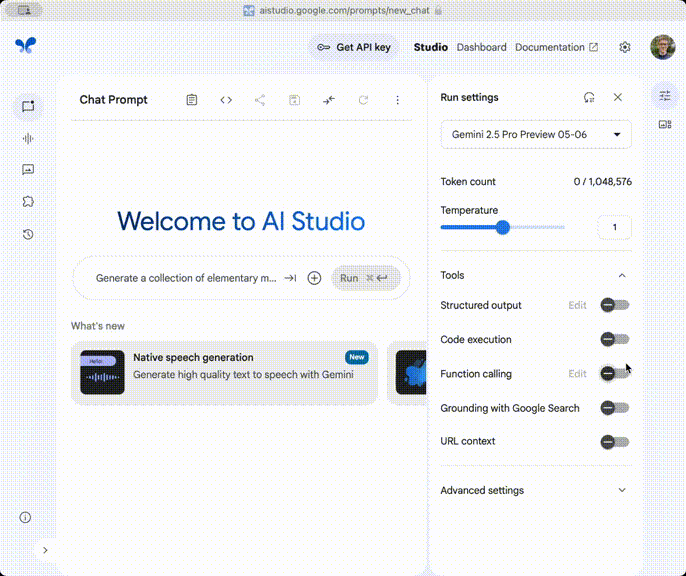 aistudio.google.com/prompts/new_chat
Get API key
Studio
Dashboard
Documentation
Chat Prompt
Welcome to AI Studio
Generate a collection of elementary m...
Run ⌘ ↵
What's new
Hello
Native speech generation
New
Generate high quality text to speech with Gemini
Run settings
Gemini 2.5 Pro Preview 05-06
Token count 0 / 1,048,576
Temperature
1
Tools
Structured output Edit
Code execution
Function calling Edit
Grounding with Google Search
URL context
Advanced settings